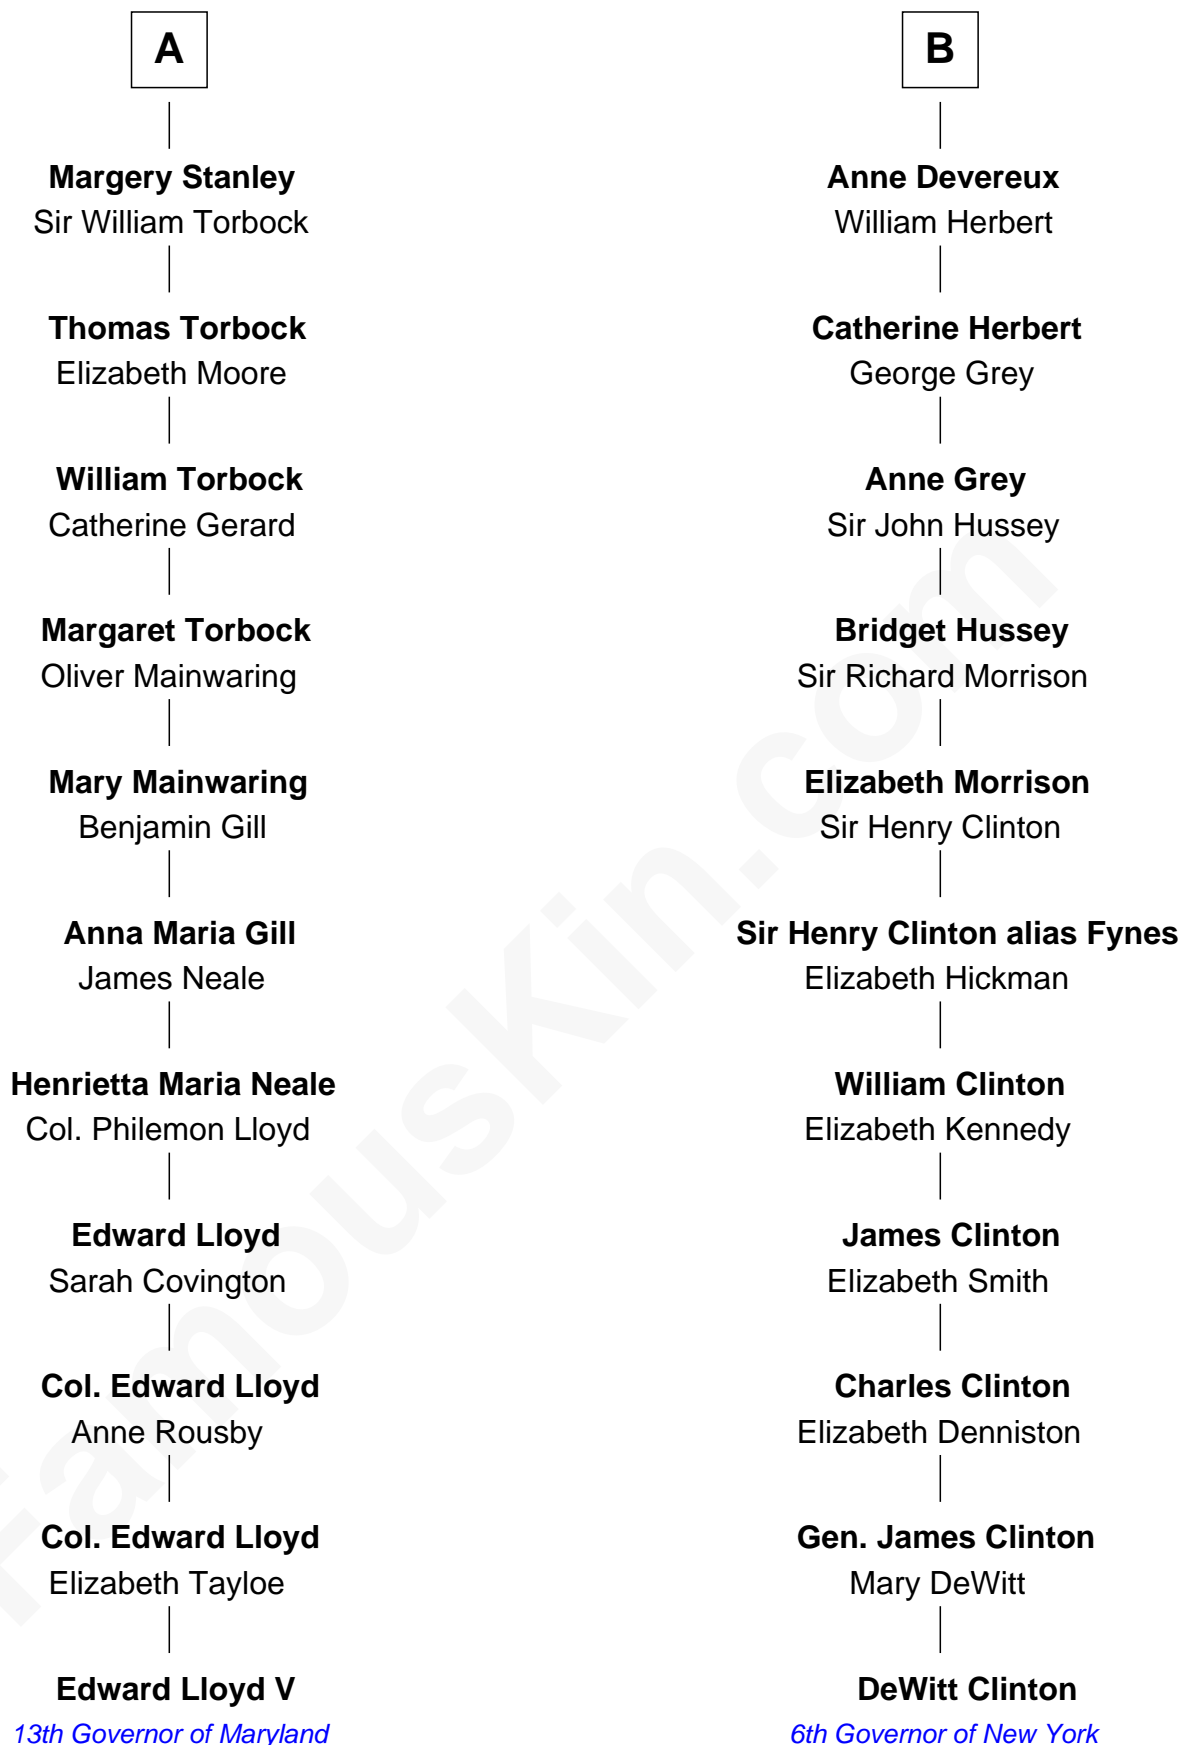 A
Margery Stanley
Sir William Torbock
Thomas Torbock
Elizabeth Moore
William Torbock
Catherine Gerard
Margaret Torbock
Oliver Mainwaring
Mary Mainwaring
Benjamin Gill
Anna Maria Gill
James Neale
Henrietta Maria Neale
Col. Philemon Lloyd
Edward Lloyd
Sarah Covington
Col. Edward Lloyd
Anne Rousby
Col. Edward Lloyd
Elizabeth Tayloe
Edward Lloyd V
13th Governor of Maryland
B
Anne Devereux
William Herbert
Catherine Herbert
George Grey
Anne Grey
Sir John Hussey
Bridget Hussey
Sir Richard Morrison
Elizabeth Morrison
Sir Henry Clinton
Sir Henry Clinton alias Fynes
Elizabeth Hickman
William Clinton
Elizabeth Kennedy
James Clinton
Elizabeth Smith
Charles Clinton
Elizabeth Denniston
Gen. James Clinton
Mary DeWitt
DeWitt Clinton
6th Governor of New York
FamousKin.com